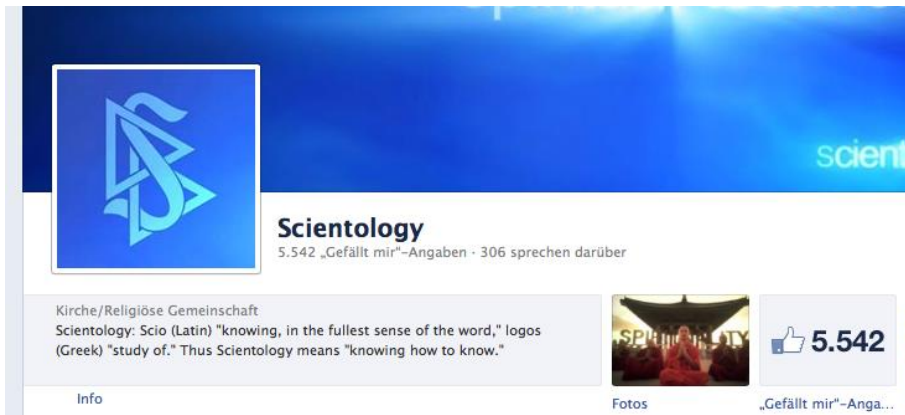 scient
Scientology
5.542 „Gefällt mir“-Angaben · 306 sprechen darüber
Kirche/Religiöse Gemeinschaft
Scientology: Scio (Latin) "knowing, in the fullest sense of the word," logos
(Greek) "study of." Thus Scientology means "knowing how to know."
SPIRITUALITY
5.542
Info
Fotos
„Gefällt mir“-Anga...